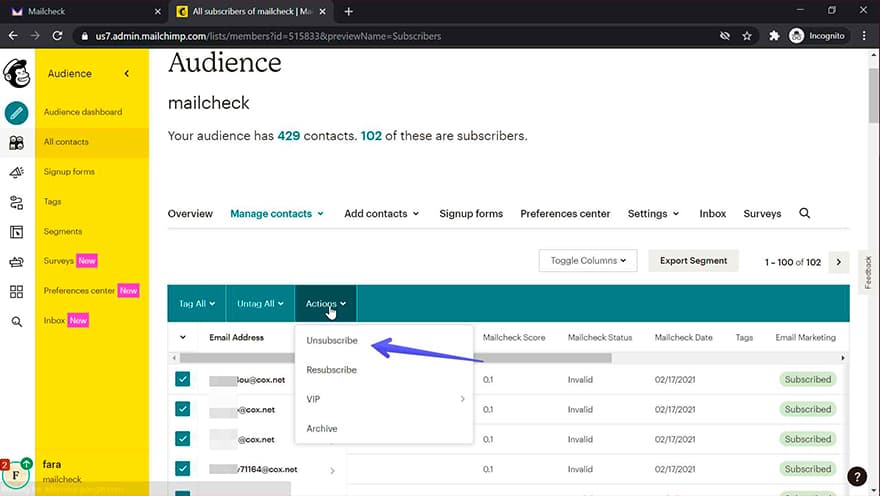 Mailcheck
All subscribers of mailcheck | Mai
us7.admin.mailchimp.com/lists/members?id=515833&previewName=Subscribers
Incognito
Audience
Audience dashboard
All contacts
Signup forms
Tags
Segments
Surveys New
Preferences center New
Inbox New
2
F
fara
mailcheck
Audience
mailcheck
Your audience has 429 contacts. 102 of these are subscribers.
Overview Manage contacts Add contacts Signup forms Preferences center Settings Inbox Surveys
Toggle Columns Export Segment 1 – 100 of 102
Feedback
Tag All Untag All Actions
Unsubscribe
Resubscribe
VIP
Archive
Email Address Mailcheck Score Mailcheck Status Mailcheck Date Tags Email Marketing
ou@cox.net 0.1 Invalid 02/17/2021 Subscribed
@cox.net 0.1 Invalid 02/17/2021 Subscribed
@cox.net 0.1 Invalid 02/17/2021 Subscribed
y71164@cox.net 0.1 Invalid 02/17/2021 Subscribed
?